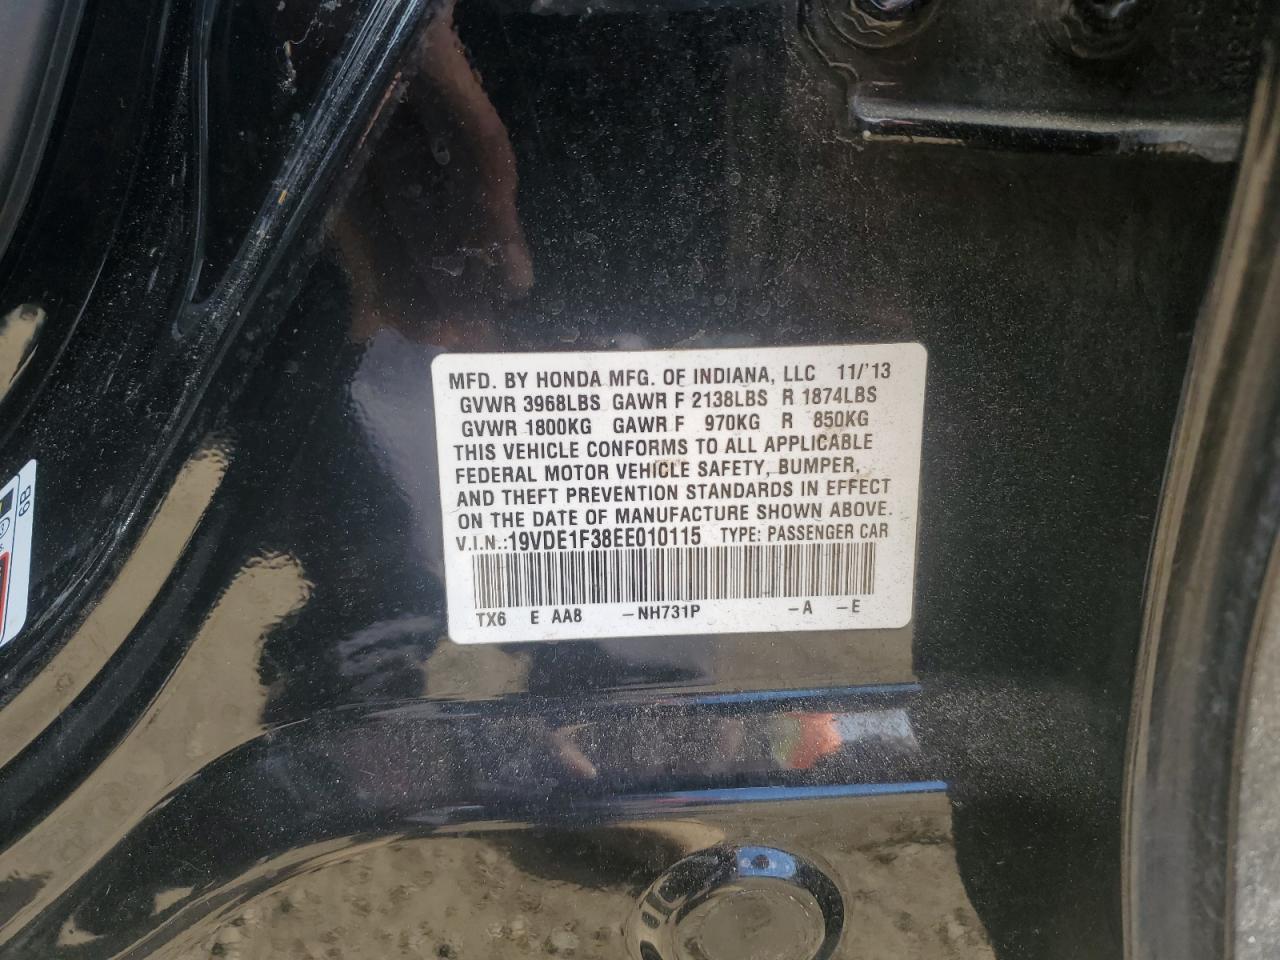 MFD. BY HONDA MFG. OF INDIANA, LLC 11/'13
GVWR 3968LBS GAWR F 2138LBS R 1874LBS
GVWR 1800KG GAWR F 970KG R 850KG
THIS VEHICLE CONFORMS TO ALL APPLICABLE
FEDERAL MOTOR VEHICLE SAFETY, BUMPER,
AND THEFT PREVENTION STANDARDS IN EFFECT
ON THE DATE OF MANUFACTURE SHOWN ABOVE.
V.I.N.:19VDE1F38EE010115 TYPE: PASSENGER CAR
TX6 E AA8 –NH731P –A –E